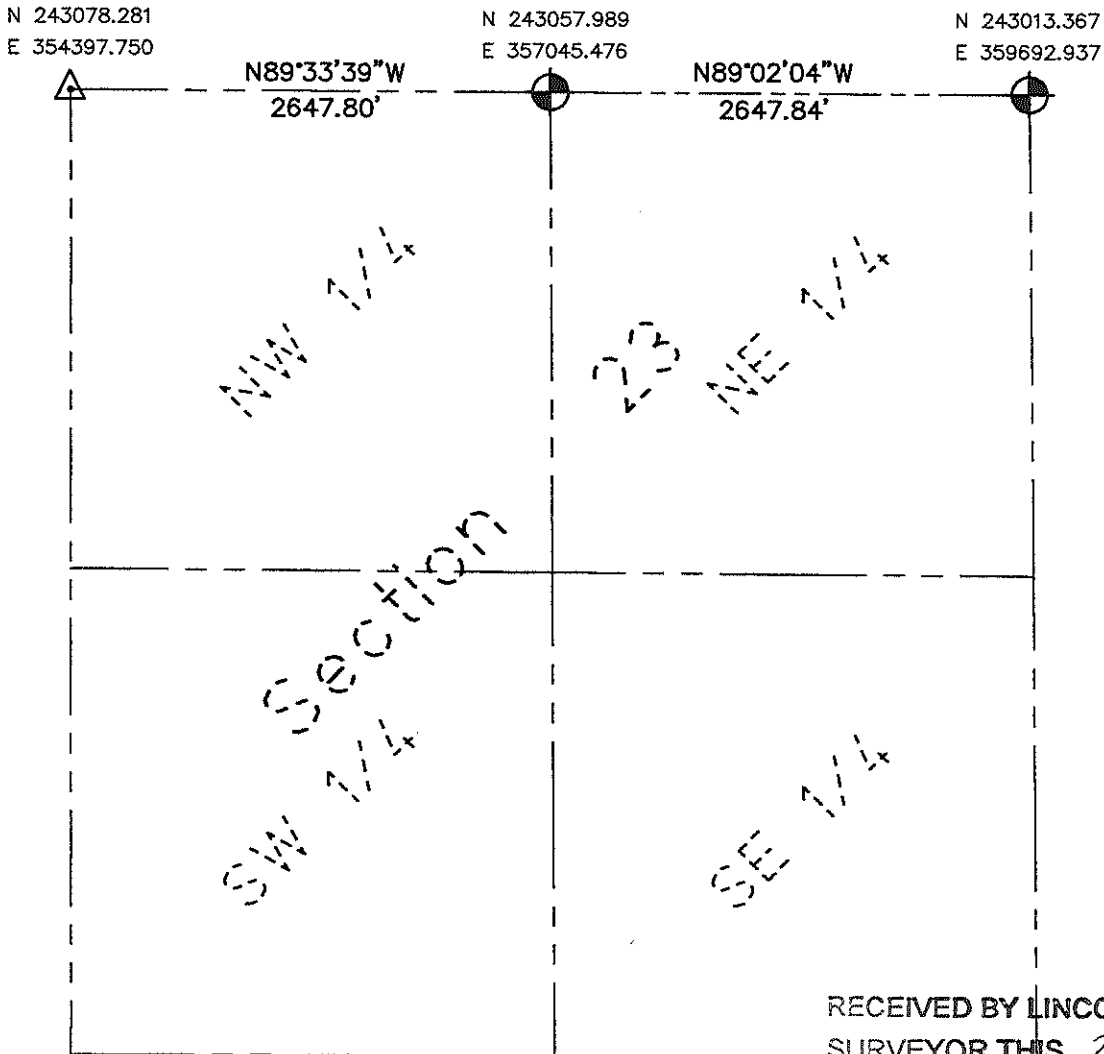 N 243078.281
E 354397.750
N 243057.989
E 357045.476
N 243013.367
E 359692.937
N89°33'39"W
2647.80'
N89°02'04"W
2647.84'
NW 1/4
NE 1/4
Section 23
SW 1/4
SE 1/4
RECEIVED BY
SURVEYOR THIS